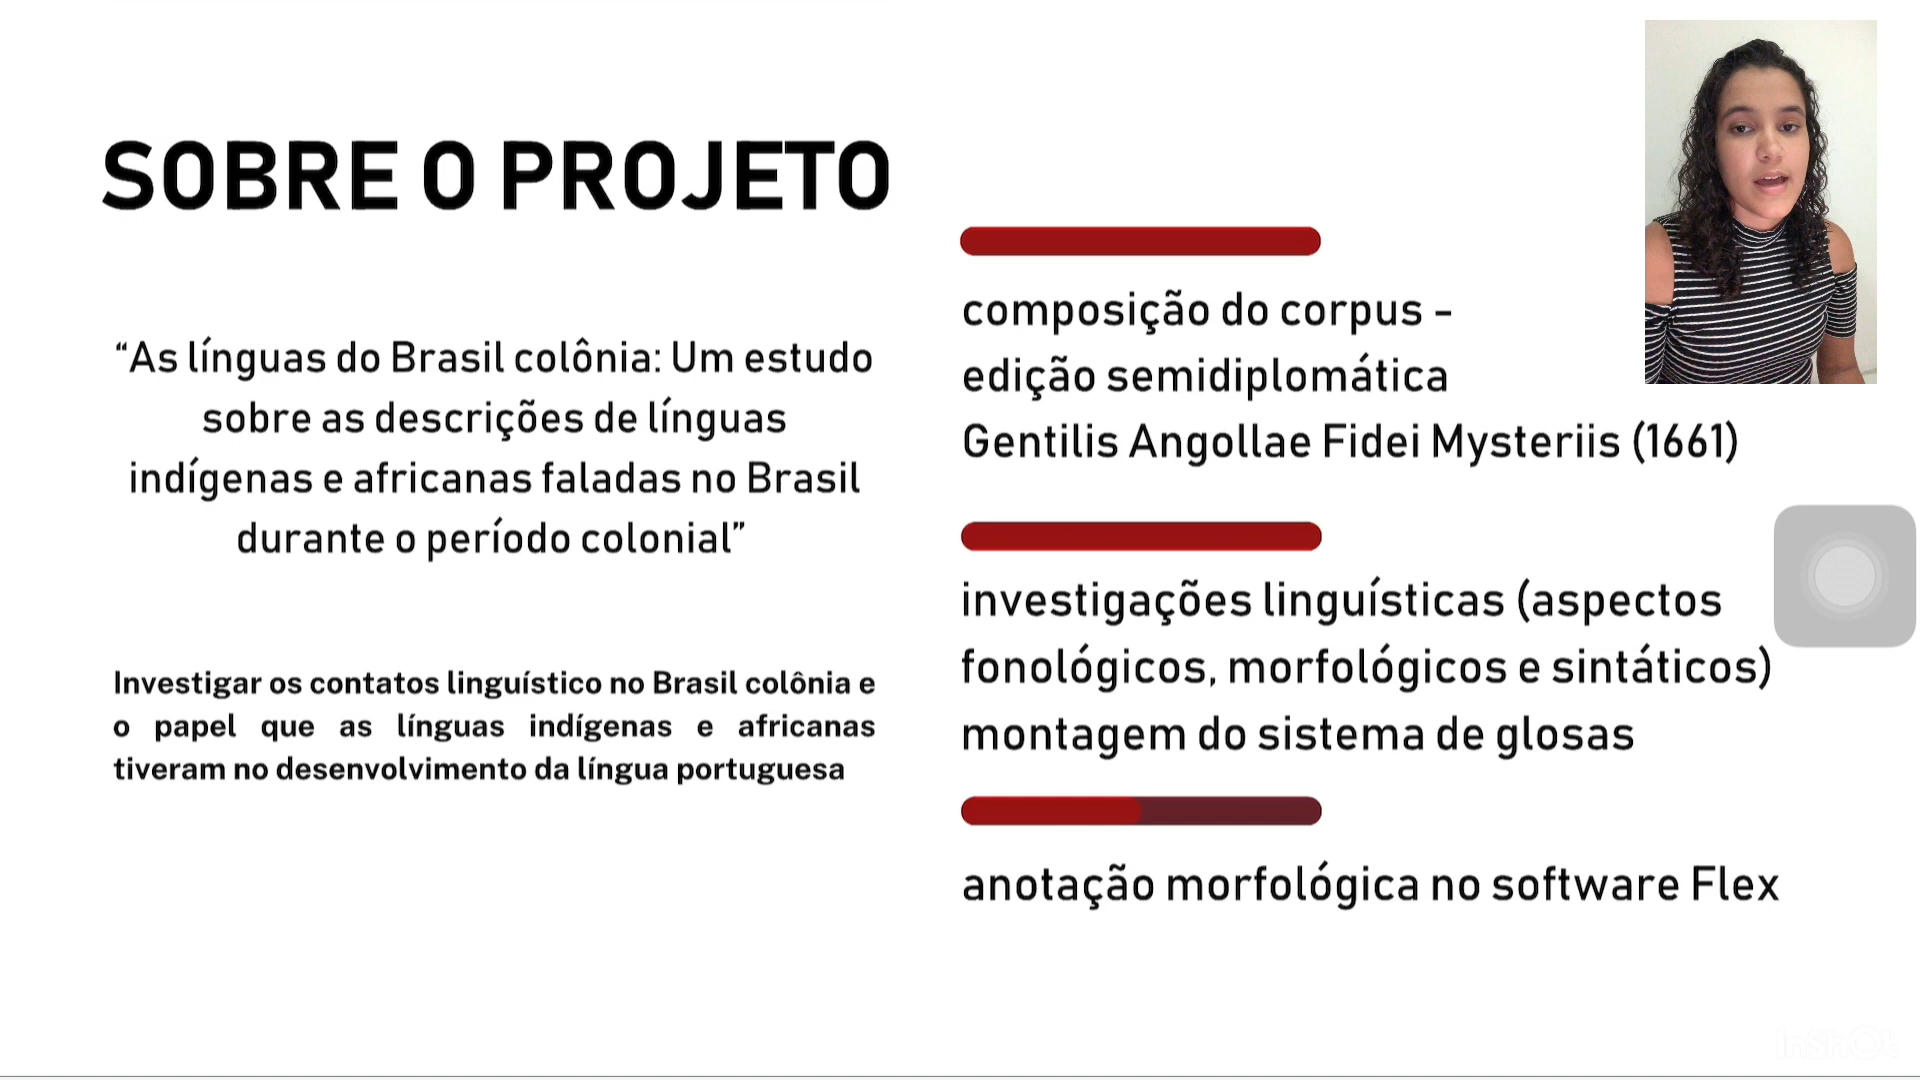 SOBRE O PROJETO
“As línguas do Brasil colônia: Um estudo
sobre as descrições de línguas
indígenas e africanas faladas no Brasil
durante o período colonial”
Investigar os contatos linguístico no Brasil colônia e
o papel que as línguas indígenas e africanas
tiveram no desenvolvimento da língua portuguesa
composição do corpus -
edição semidiplomática
Gentilis Angollae Fidei Mysteriis (1661)
investigações linguísticas (aspectos
fonológicos, morfológicos e sintáticos)
montagem do sistema de glosas
anotação morfológica no software Flex
InShOt